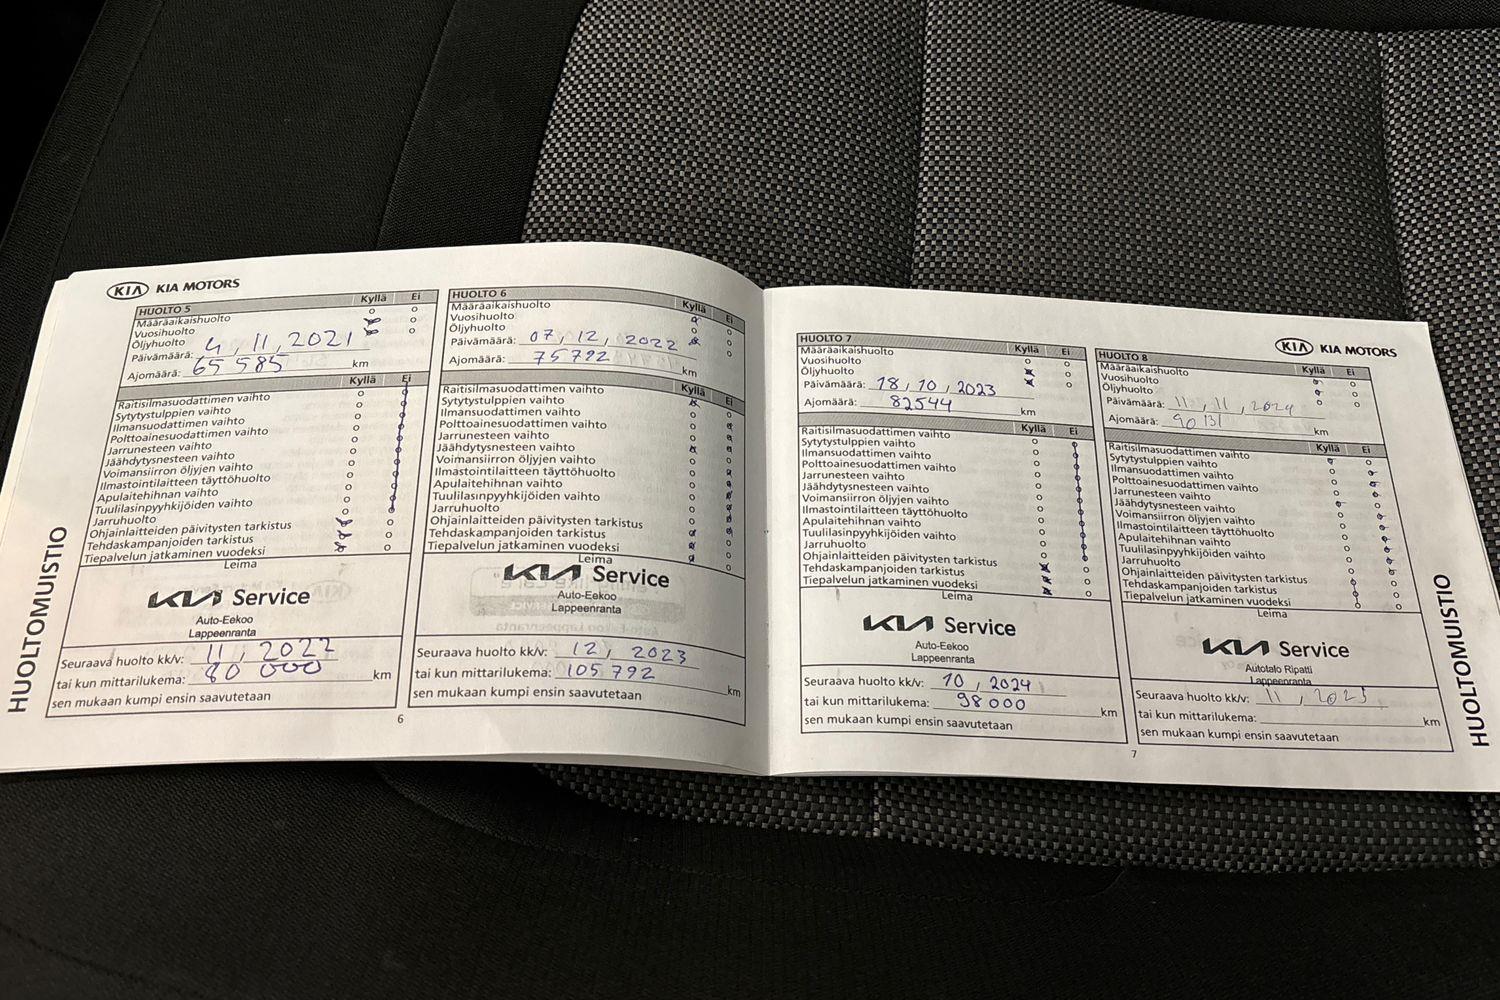 KIA KIA MOTORS
HUOLTOMUISTIO
HUOLTO 5 Kyllä Ei
Määräaikaishuolto
Vuosihuolto
Öljyhuolto
Päivämäärä: 4, 11, 2021
Ajomäärä: 65 585 km
Kyllä Ei
Raitisilmasuodattimen vaihto
Sytytystulppien vaihto
Ilmansuodattimen vaihto
Polttoainesuodattimen vaihto
Jarrunesteen vaihto
Jäähdytysnesteen vaihto
Voimansiirron öljyjen vaihto
Ilmastointilaitteen täyttöhuolto
Apulaitehihnan vaihto
Tuulilasinpyyhkijöiden vaihto
Jarruhuolto
Ohjainlaitteiden päivitysten tarkistus
Tehdaskampanjoiden tarkistus
Tiepalvelun jatkaminen vuodeksi
Leima
KIA Service
Auto-Eekoo
Lappeenranta
Seuraava huolto kk/v: 11, 2022
tai kun mittarilukema: 80 000 km
sen mukaan kumpi ensin saavutetaan
HUOLTO 6 Kyllä Ei
Määräaikaishuolto
Vuosihuolto
Öljyhuolto
Päivämäärä: 07, 12, 2022
Ajomäärä: 75792 km
Kyllä Ei
Raitisilmasuodattimen vaihto
Sytytystulppien vaihto
Ilmansuodattimen vaihto
Polttoainesuodattimen vaihto
Jarrunesteen vaihto
Jäähdytysnesteen vaihto
Voimansiirron öljyjen vaihto
Ilmastointilaitteen täyttöhuolto
Apulaitehihnan vaihto
Tuulilasinpyyhkijöiden vaihto
Jarruhuolto
Ohjainlaitteiden päivitysten tarkistus
Tehdaskampanjoiden tarkistus
Tiepalvelun jatkaminen vuodeksi
Leima
KIA Service
Auto-Eekoo
Lappeenranta
Seuraava huolto kk/v: 12, 2023
tai kun mittarilukema: 105 792 km
sen mukaan kumpi ensin saavutetaan
6
HUOLTO 7 Kyllä Ei
Määräaikaishuolto
Vuosihuolto
Öljyhuolto
Päivämäärä: 18, 10, 2023
Ajomäärä: 82544 km
Kyllä Ei
Raitisilmasuodattimen vaihto
Sytytystulppien vaihto
Ilmansuodattimen vaihto
Polttoainesuodattimen vaihto
Jarrunesteen vaihto
Jäähdytysnesteen vaihto
Voimansiirron öljyjen vaihto
Ilmastointilaitteen täyttöhuolto
Apulaitehihnan vaihto
Tuulilasinpyyhkijöiden vaihto
Jarruhuolto
Ohjainlaitteiden päivitysten tarkistus
Tehdaskampanjoiden tarkistus
Tiepalvelun jatkaminen vuodeksi
Leima
KIA Service
Auto-Eekoo
Lappeenranta
Seuraava huolto kk/v: 10, 2024
tai kun mittarilukema: 98 000 km
sen mukaan kumpi ensin saavutetaan
KIA KIA MOTORS
HUOLTO 8 Kyllä Ei
Määräaikaishuolto
Vuosihuolto
Öljyhuolto
Päivämäärä: 11, 11, 2024
Ajomäärä: 90 131 km
Kyllä Ei
Raitisilmasuodattimen vaihto
Sytytystulppien vaihto
Ilmansuodattimen vaihto
Polttoainesuodattimen vaihto
Jarrunesteen vaihto
Jäähdytysnesteen vaihto
Voimansiirron öljyjen vaihto
Ilmastointilaitteen täyttöhuolto
Apulaitehihnan vaihto
Tuulilasinpyyhkijöiden vaihto
Jarruhuolto
Ohjainlaitteiden päivitysten tarkistus
Tehdaskampanjoiden tarkistus
Tiepalvelun jatkaminen vuodeksi
Leima
KIA Service
Autotalo Ripatti
Lappeenranta
Seuraava huolto kk/v: 11, 2025
tai kun mittarilukema: km
sen mukaan kumpi ensin saavutetaan
7
HUOLTOMUISTIO